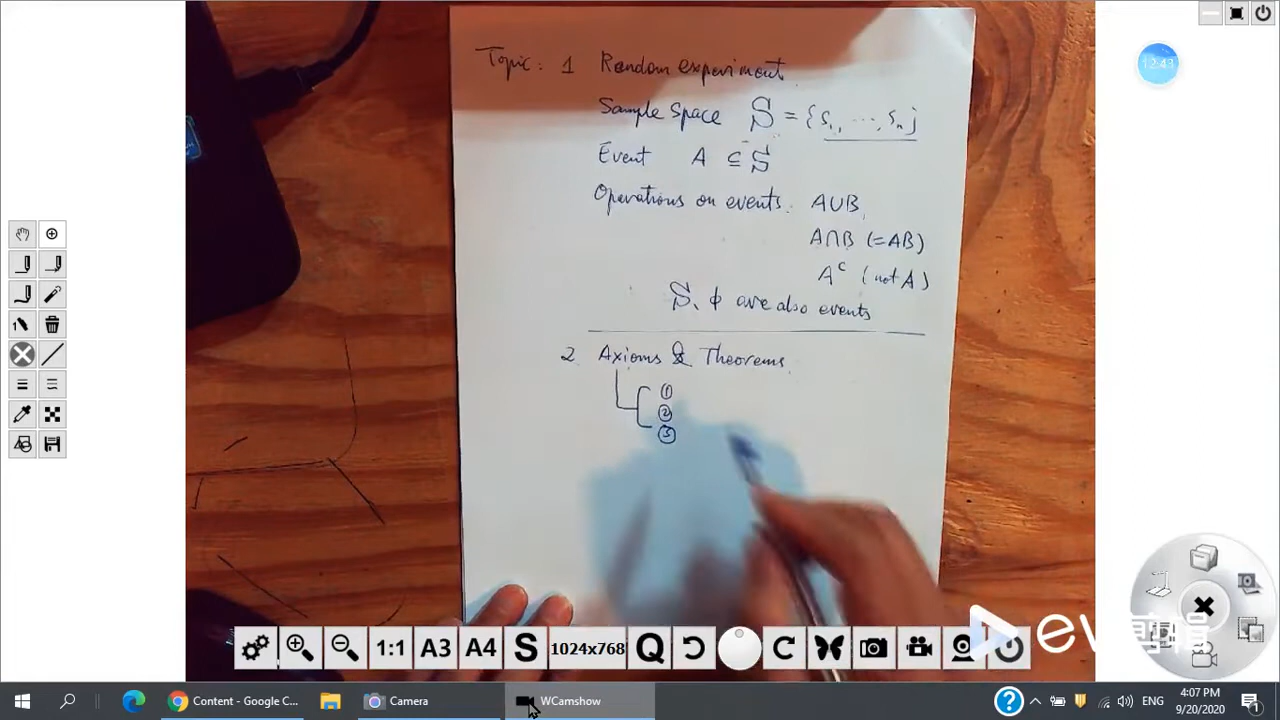 12:43
Topic: 1 Random experiment
Sample space S = {s₁, ..., sₙ}
Event A ⊆ S
Operations on events. A∪B,
A∩B (=AB)
Aᶜ (not A)
S, ϕ are also events
2 Axioms & Theorems
①
②
③
1:1 A3 A4 S 1024x768 Q
Content - Google C... Camera WCamshow
ENG
4:07 PM
9/20/2020